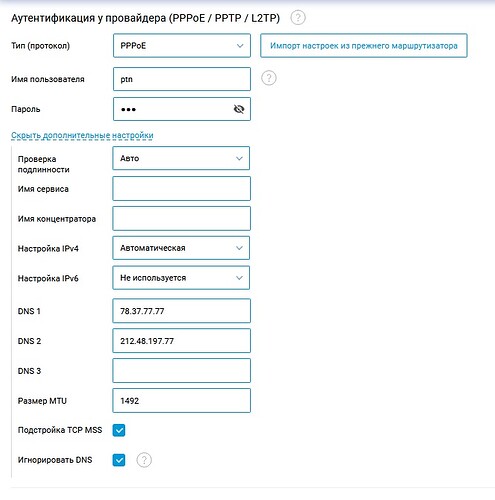 Аутентификация у провайдера (PPPoE / PPTP / L2TP) ?
Тип (протокол) PPPoE Импорт настроек из прежнего маршрутизатора
Имя пользователя ptn ?
Пароль •••
Скрыть дополнительные настройки
Проверка подлинности Авто
Имя сервиса
Имя концентратора
Настройка IPv4 Автоматическая
Настройка IPv6 Не используется
DNS 1 78.37.77.77
DNS 2 212.48.197.77
DNS 3
Размер MTU 1492
Подстройка TCP MSS
Игнорировать DNS ?